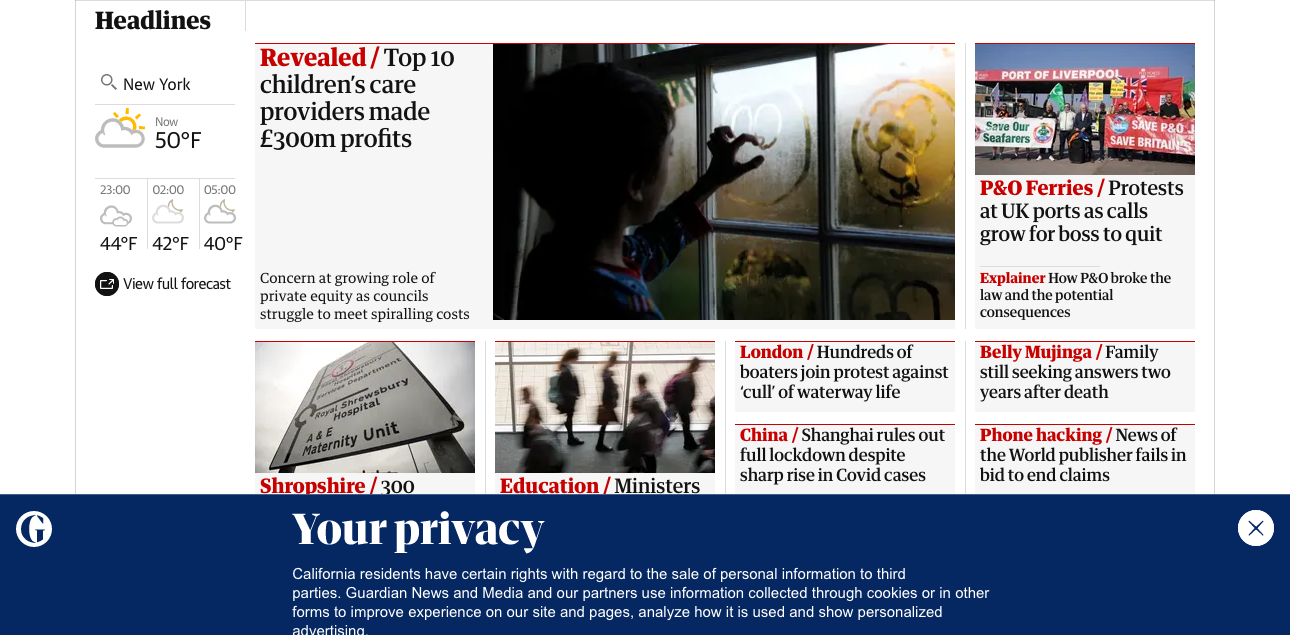 Headlines
New York
Now
50°F
23:00
02:00
05:00
44°F
42°F
40°F
View full forecast
Revealed / Top 10
children's care
providers made
£300m profits
Concern at growing role of
private equity as councils
struggle to meet spiralling costs
PORT OF LIVERPOOL
Save Our
Seafarers
SAVE P&O J
SAVE BRITAIN'S
P&O Ferries / Protests
at UK ports as calls
grow for boss to quit
Explainer How P&O broke the
law and the potential
consequences
Royal Shrewsbury
Hospital
A & E
Maternity Unit
Shropshire / 300
Education / Ministers
London / Hundreds of
boaters join protest against
‘cull’ of waterway life
China / Shanghai rules out
full lockdown despite
sharp rise in Covid cases
Belly Mujinga / Family
still seeking answers two
years after death
Phone hacking / News of
the World publisher fails in
bid to end claims
G
Your privacy
California residents have certain rights with regard to the sale of personal information to third
parties. Guardian News and Media and our partners use information collected through cookies or in other
forms to improve experience on our site and pages, analyze how it is used and show personalized
advertising.